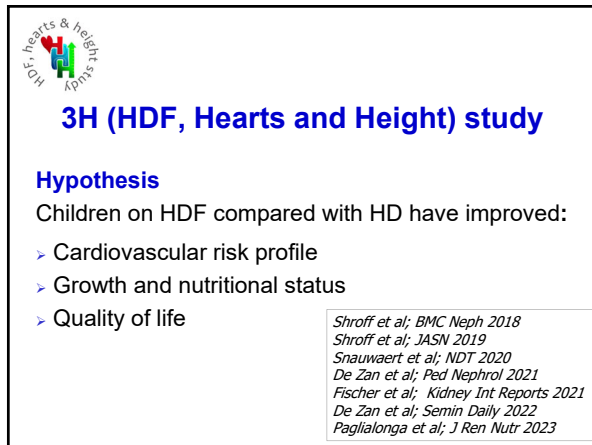 HDF, hearts & height study
HHH
3H (HDF, Hearts and Height) study
Hypothesis
Children on HDF compared with HD have improved:
➢ Cardiovascular risk profile
➢ Growth and nutritional status
➢ Quality of life
Shroff et al; BMC Neph 2018
Shroff et al; JASN 2019
Snauwaert et al; NDT 2020
De Zan et al; Ped Nephrol 2021
Fischer et al;  Kidney Int Reports 2021
De Zan et al; Semin Daily 2022
Paglialonga et al; J Ren Nutr 2023